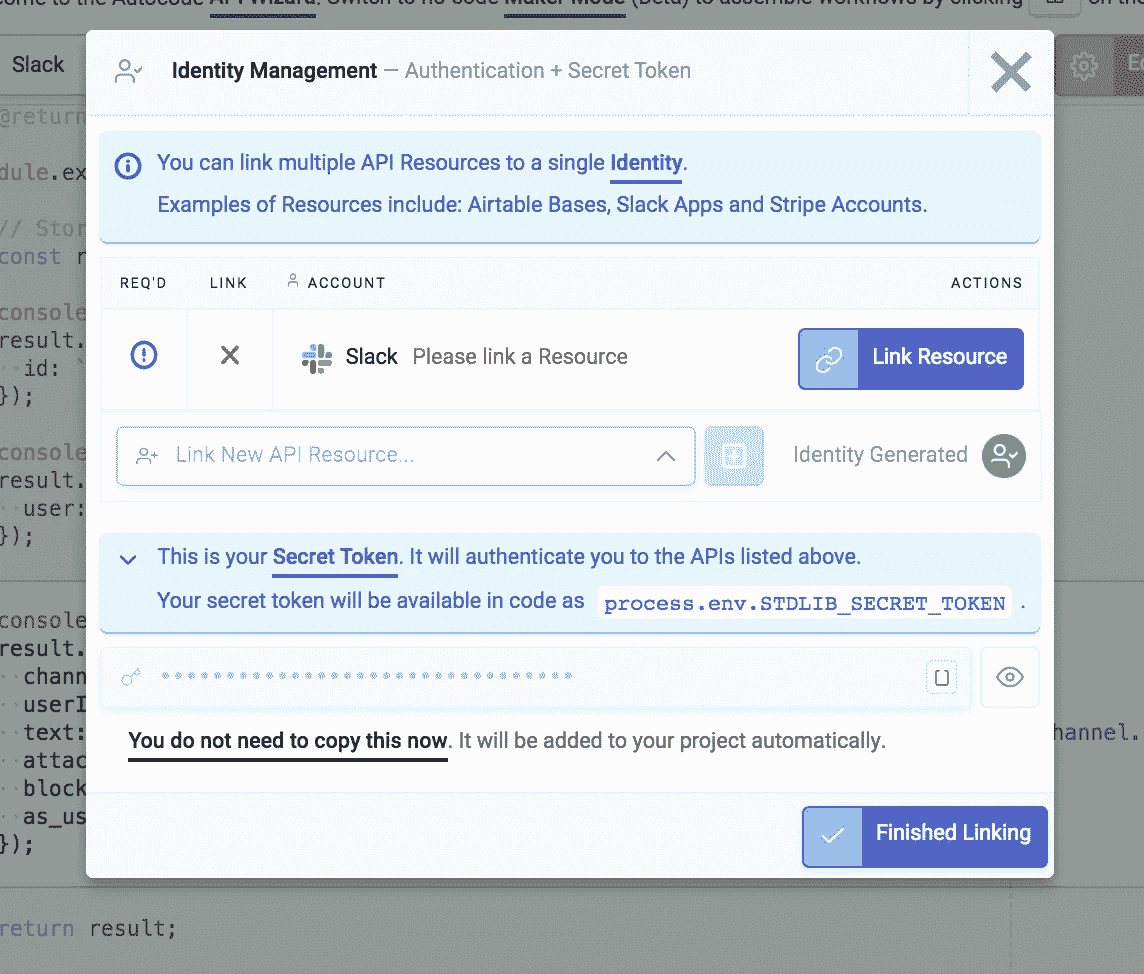 come to the Autocode API Wizard. Switch to no-code Maker Mode (Beta) to assemble workflows by clicking on the
Slack
Identity Management — Authentication + Secret Token
@return
You can link multiple API Resources to a single Identity.
dule.ex
Examples of Resources include: Airtable Bases, Slack Apps and Stripe Accounts.
// Stor
const r
REQ'D LINK ACCOUNT ACTIONS
console
result.
Slack Please link a Resource Link Resource
id: `
});
console
Link New API Resource... Identity Generated
result.
user:
});
This is your Secret Token. It will authenticate you to the APIs listed above.
Your secret token will be available in code as process.env.STDLIB_SECRET_TOKEN .
console
result.
chann
userI
text:
hannel.
You do not need to copy this now. It will be added to your project automatically.
attac
block
as_us
Finished Linking
});
return result;